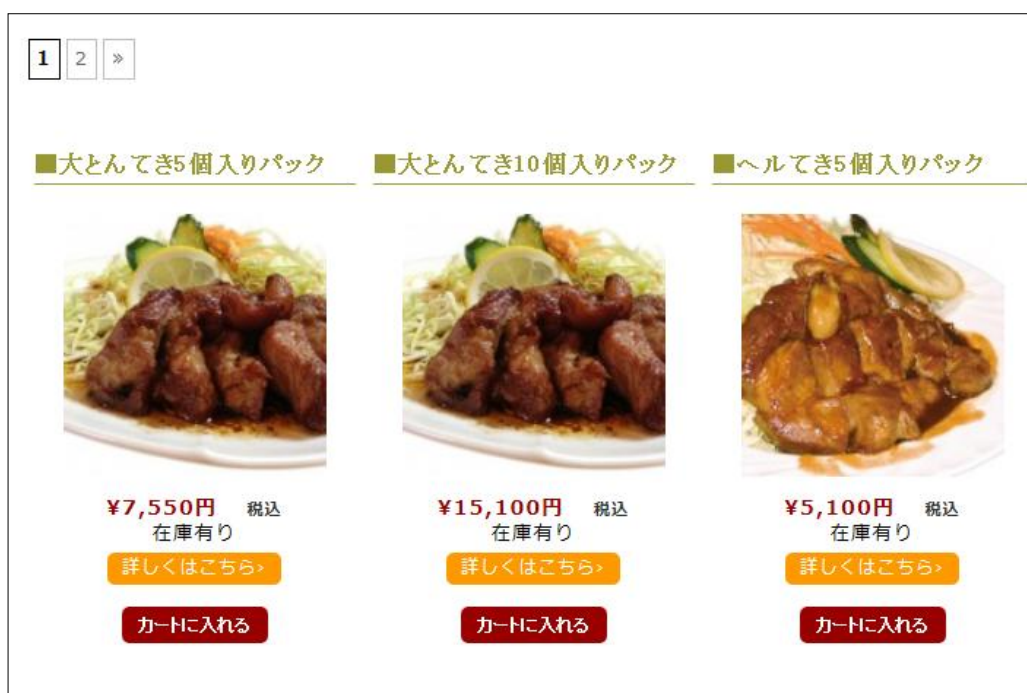 1 2 »
■大とんてき5個入りパック
■大とんてき10個入りパック
■ヘルてき5個入りパック
¥7,550円 税込
在庫有り
詳しくはこちら›
カートに入れる
¥15,100円 税込
在庫有り
詳しくはこちら›
カートに入れる
¥5,100円 税込
在庫有り
詳しくはこちら›
カートに入れる